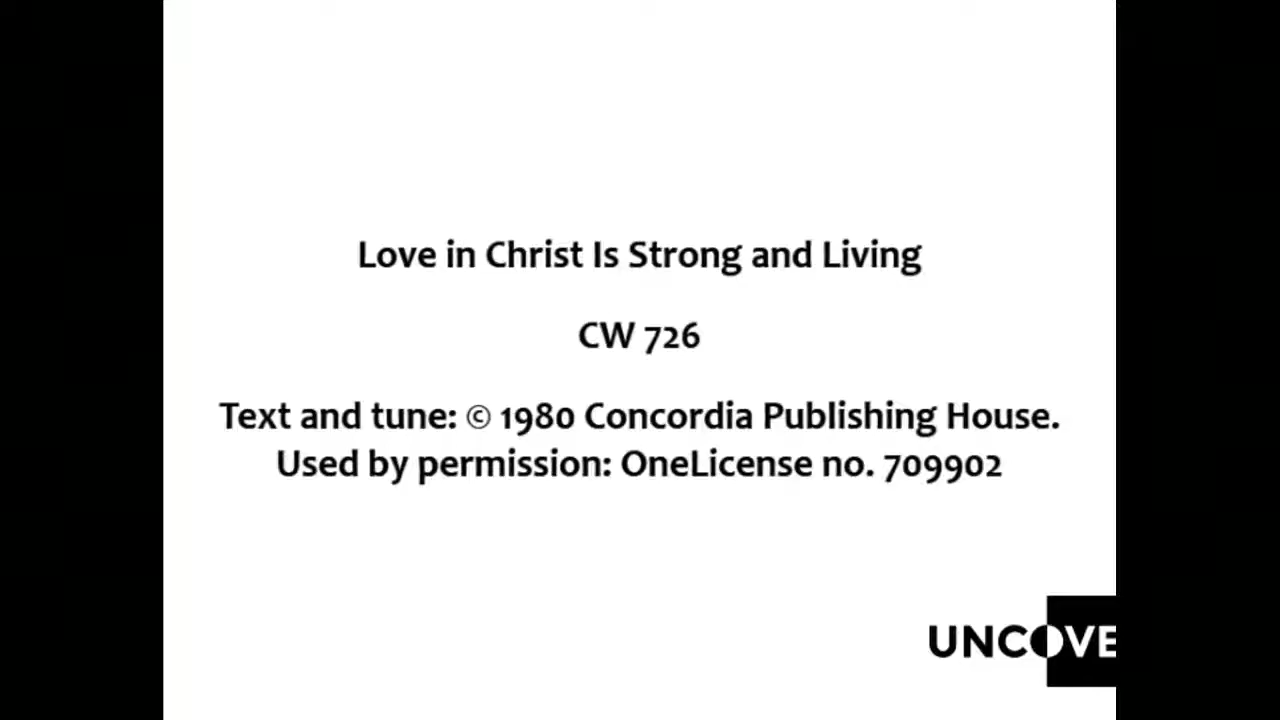 Love in Christ Is Strong and Living
CW 726
Text and tune: © 1980 Concordia Publishing House.
Used by permission: OneLicense no. 709902
UNCOVE